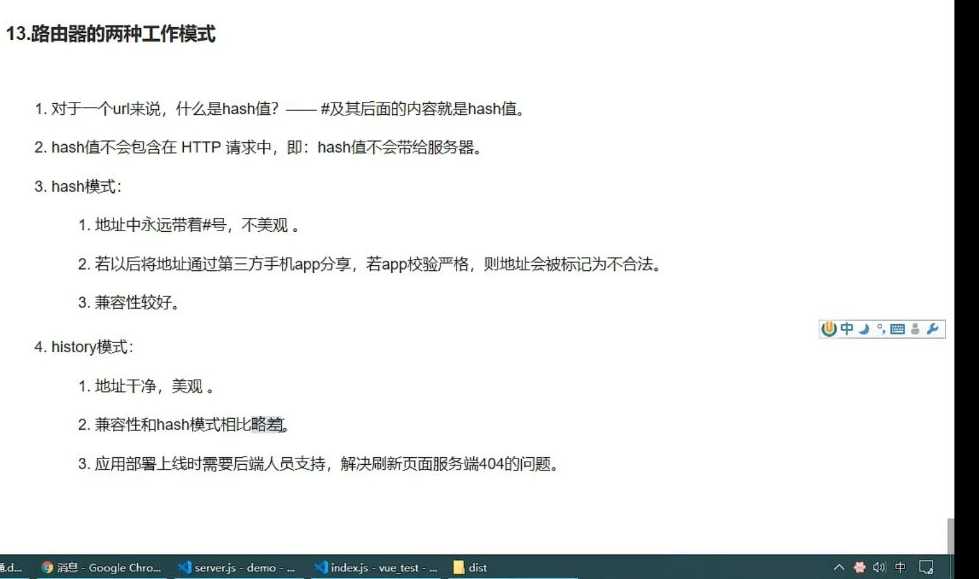 13.路由器的两种工作模式
1. 对于一个url来说，什么是hash值？—— #及其后面的内容就是hash值。
2. hash值不会包含在 HTTP 请求中，即：hash值不会带给服务器。
3. hash模式：
1. 地址中永远带着#号，不美观 。
2. 若以后将地址通过第三方手机app分享，若app校验严格，则地址会被标记为不合法。
3. 兼容性较好。
中
4. history模式：
1. 地址干净，美观 。
2. 兼容性和hash模式相比略差。
3. 应用部署上线时需要后端人员支持，解决刷新页面服务端404的问题。
.d... 消息 - Google Chro... server.js - demo - ... index.js - vue_test - ... dist 中